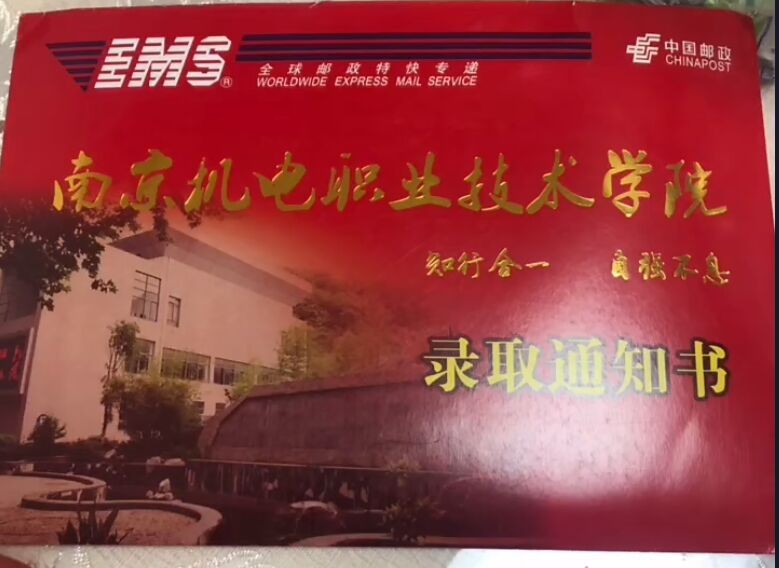 EMS®
全球邮政特快专递
WORLDWIDE EXPRESS MAIL SERVICE
中国邮政
CHINAPOST
南京机电职业技术学院
知行合一 自强不息
录取通知书